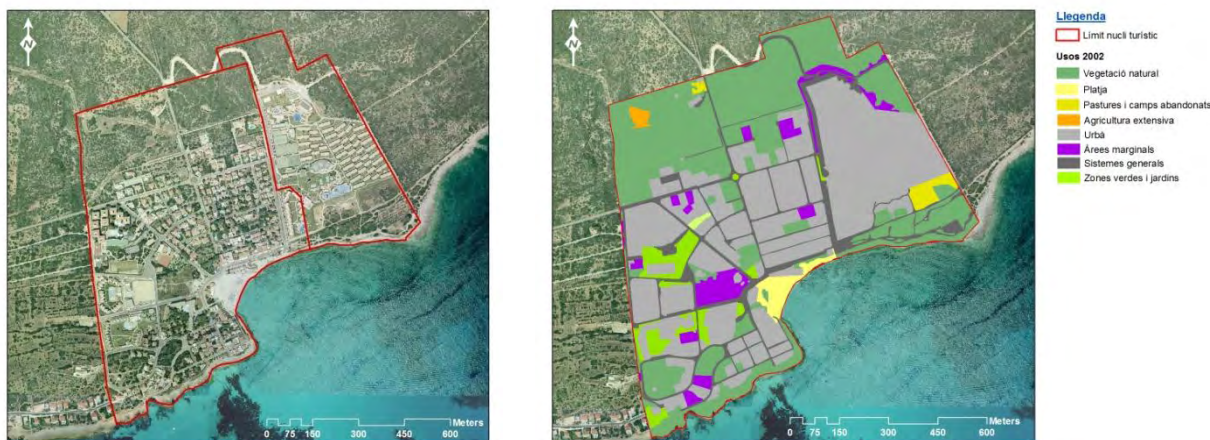 N
Meters
0 75 150 300 450 600
N
Meters
0 75 150 300 450 600
Llegenda
Límit nucli turístic
Usos 2002
Vegetació natural
Platja
Pastures i camps abandonats
Agricultura extensiva
Urbà
Àrees marginals
Sistemes generals
Zones verdes i jardins